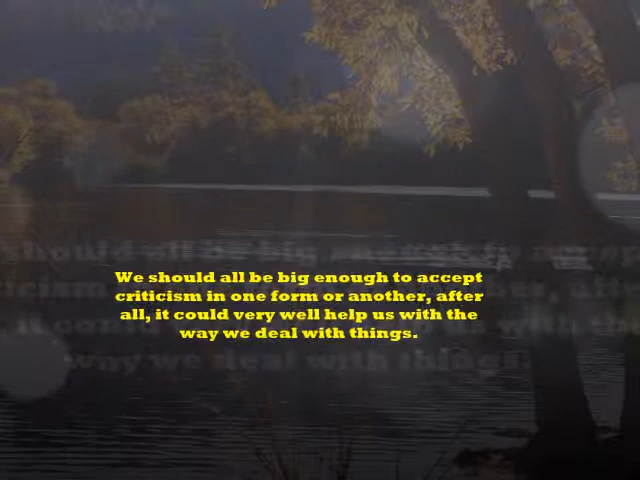 We should all be big enough to accept
criticism in one form or another, after
all, it could very well help us with the
way we deal with things.